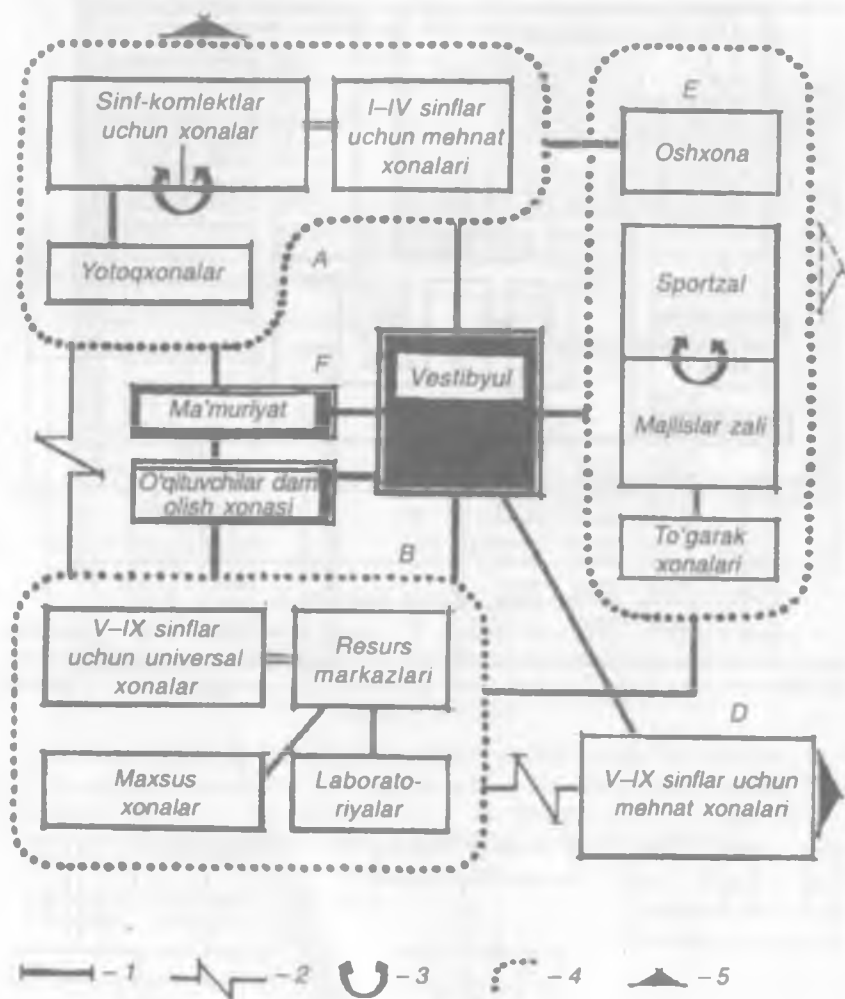 Sinf-komlektlar
uchun xonalar
I–IV sinflar
uchun mehnat
xonalari
Yotoqxonalar
A
E
Oshxona
Sportzal
Majlislar zali
To'garak
xonalari
F
Vestibyul
Ma'muriyat
O'qituvchilar dam
olish xonasi
B
V–IX sinflar
uchun universal
xonalar
Resurs
markazlari
Maxsus
xonalar
Laborato-
riyalar
D
V–IX sinflar uchun
mehnat xonalari
– 1
– 2
– 3
– 4
– 5